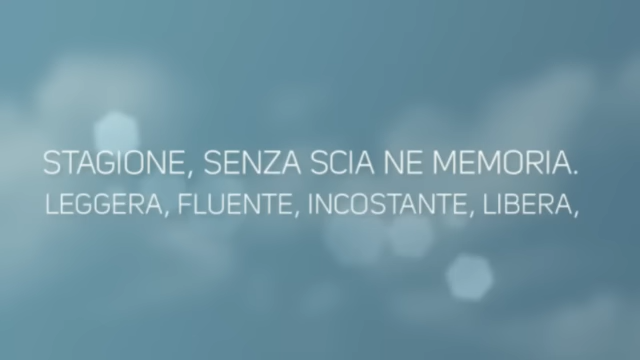 STAGIONE, SENZA SCIA NE MEMORIA.
LEGGERA, FLUENTE, INCOSTANTE, LIBERA,